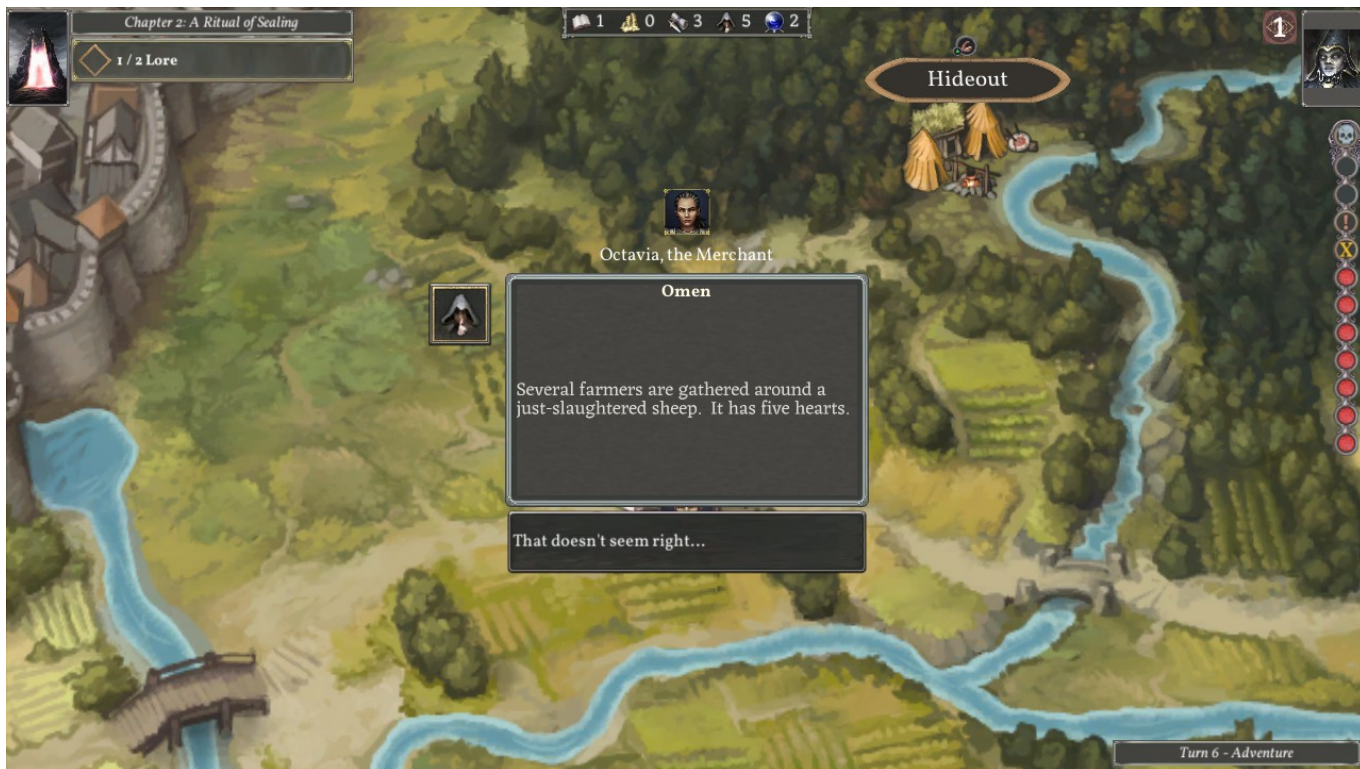 Chapter 2: A Ritual of Sealing
1 / 2 Lore
1 0 3 5 2
1
Hideout
!
X
Octavia, the Merchant
Omen
Several farmers are gathered around a
just-slaughtered sheep. It has five hearts.
That doesn't seem right...
Turn 6 - Adventure